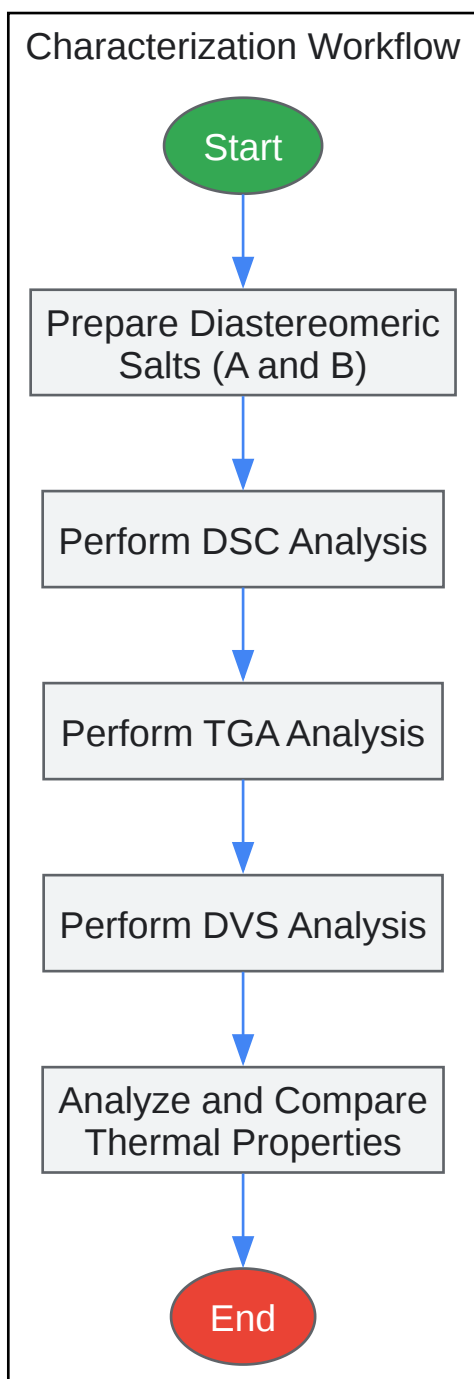 Characterization Workflow
Start
Prepare Diastereomeric
Salts (A and B)
Perform DSC Analysis
Perform TGA Analysis
Perform DVS Analysis
Analyze and Compare
Thermal Properties
End